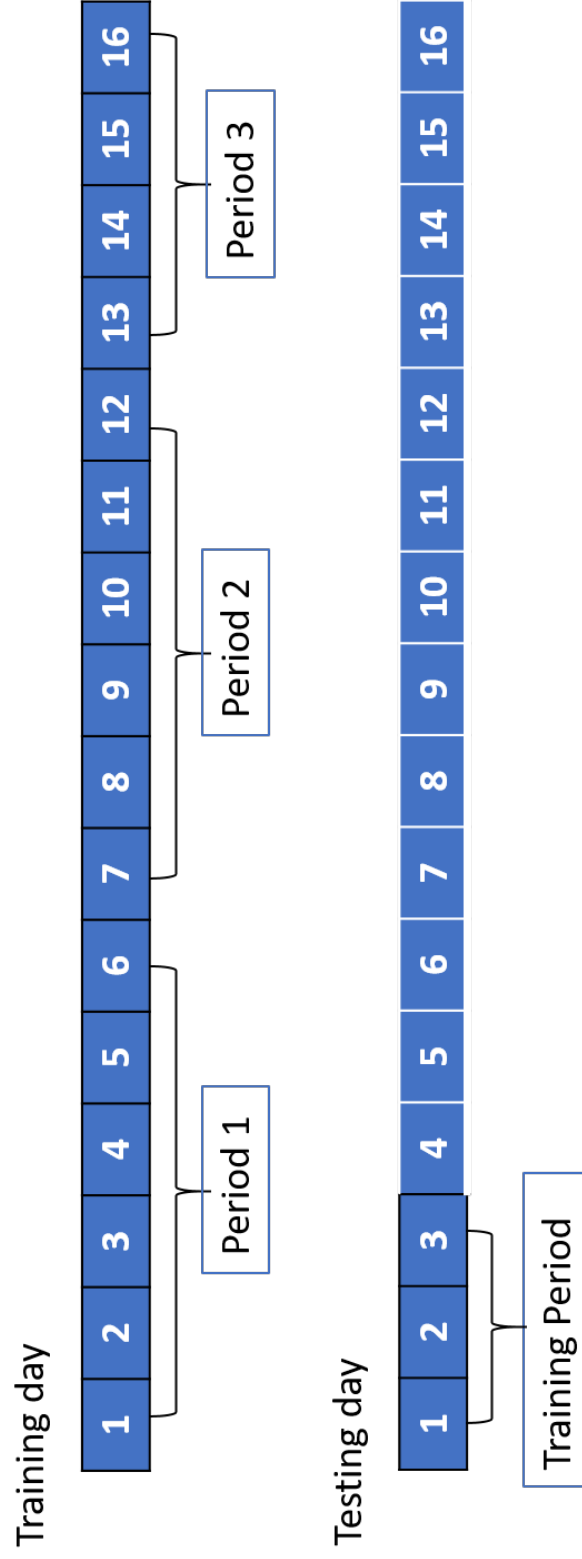 Training day
1 2 3 4 5 6 7 8 9 10 11 12 13 14 15 16
Period 1 Period 2 Period 3
Testing day
1 2 3 4 5 6 7 8 9 10 11 12 13 14 15 16
Training Period